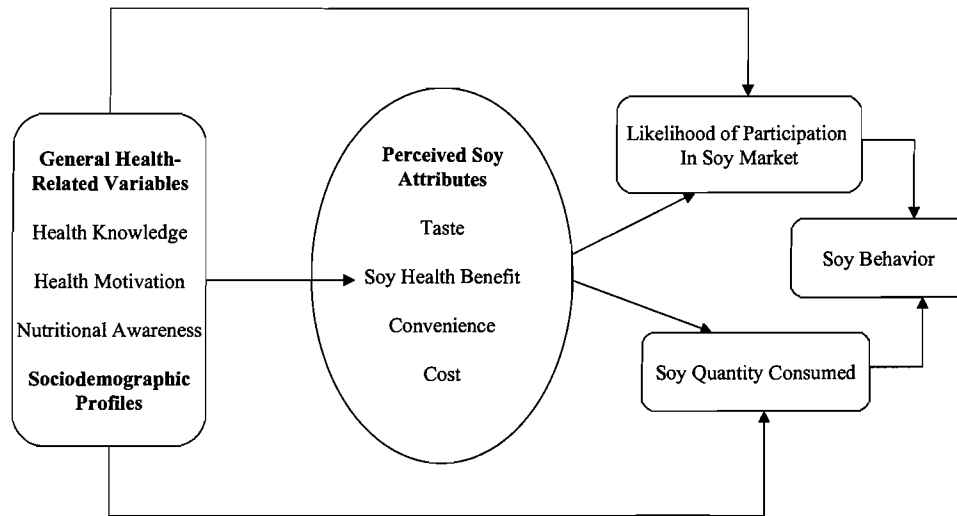 General Health-
Related Variables
Health Knowledge
Health Motivation
Nutritional Awareness
Sociodemographic
Profiles
Perceived Soy
Attributes
Taste
Soy Health Benefit
Convenience
Cost
Likelihood of Participation
In Soy Market
Soy Behavior
Soy Quantity Consumed